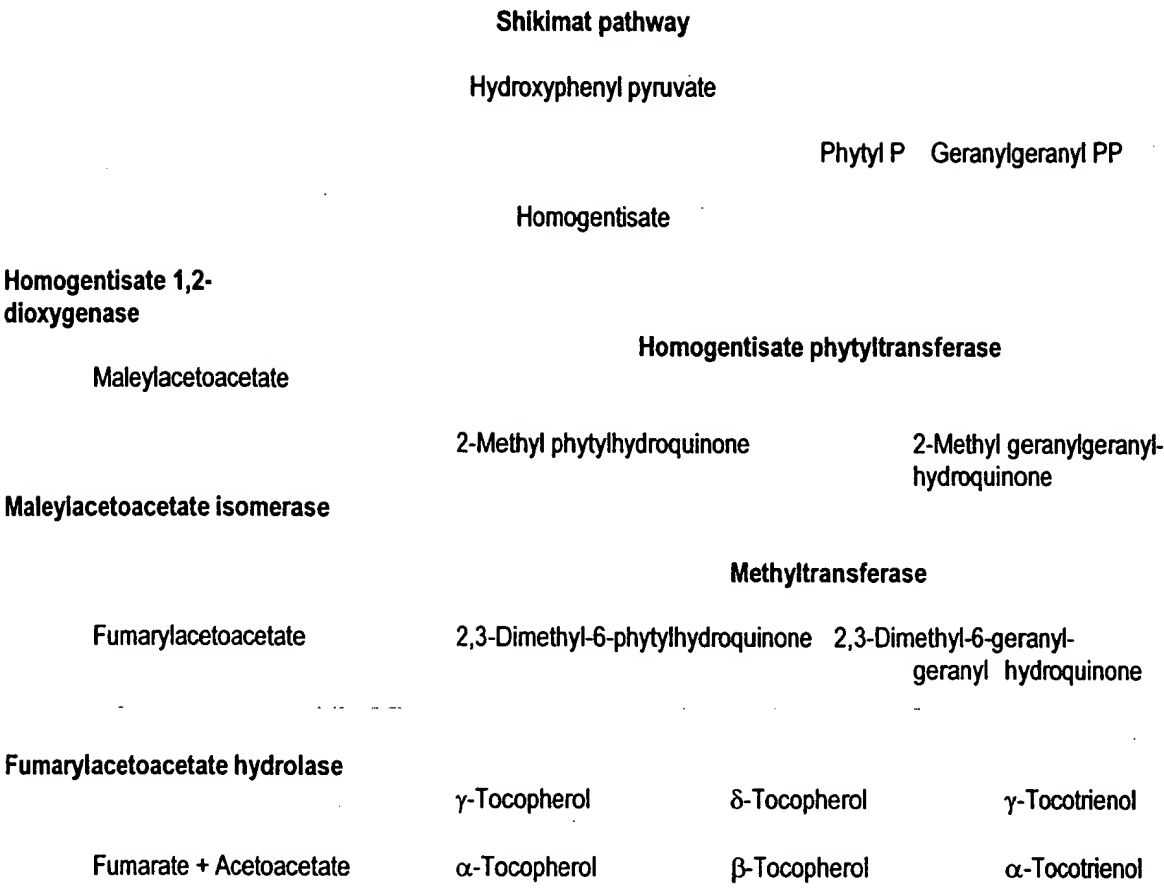 Shikimat pathway
Hydroxyphenyl pyruvate
Phytyl P Geranylgeranyl PP
Homogentisate
Homogentisate 1,2-
dioxygenase
Homogentisate phytyltransferase
Maleylacetoacetate
2-Methyl phytylhydroquinone 2-Methyl geranylgeranyl-
hydroquinone
Maleylacetoacetate isomerase
Methyltransferase
Fumarylacetoacetate 2,3-Dimethyl-6-phytylhydroquinone 2,3-Dimethyl-6-geranyl-
geranyl hydroquinone
Fumarylacetoacetate hydrolase
γ-Tocopherol δ-Tocopherol γ-Tocotrienol
Fumarate + Acetoacetate α-Tocopherol β-Tocopherol α-Tocotrienol